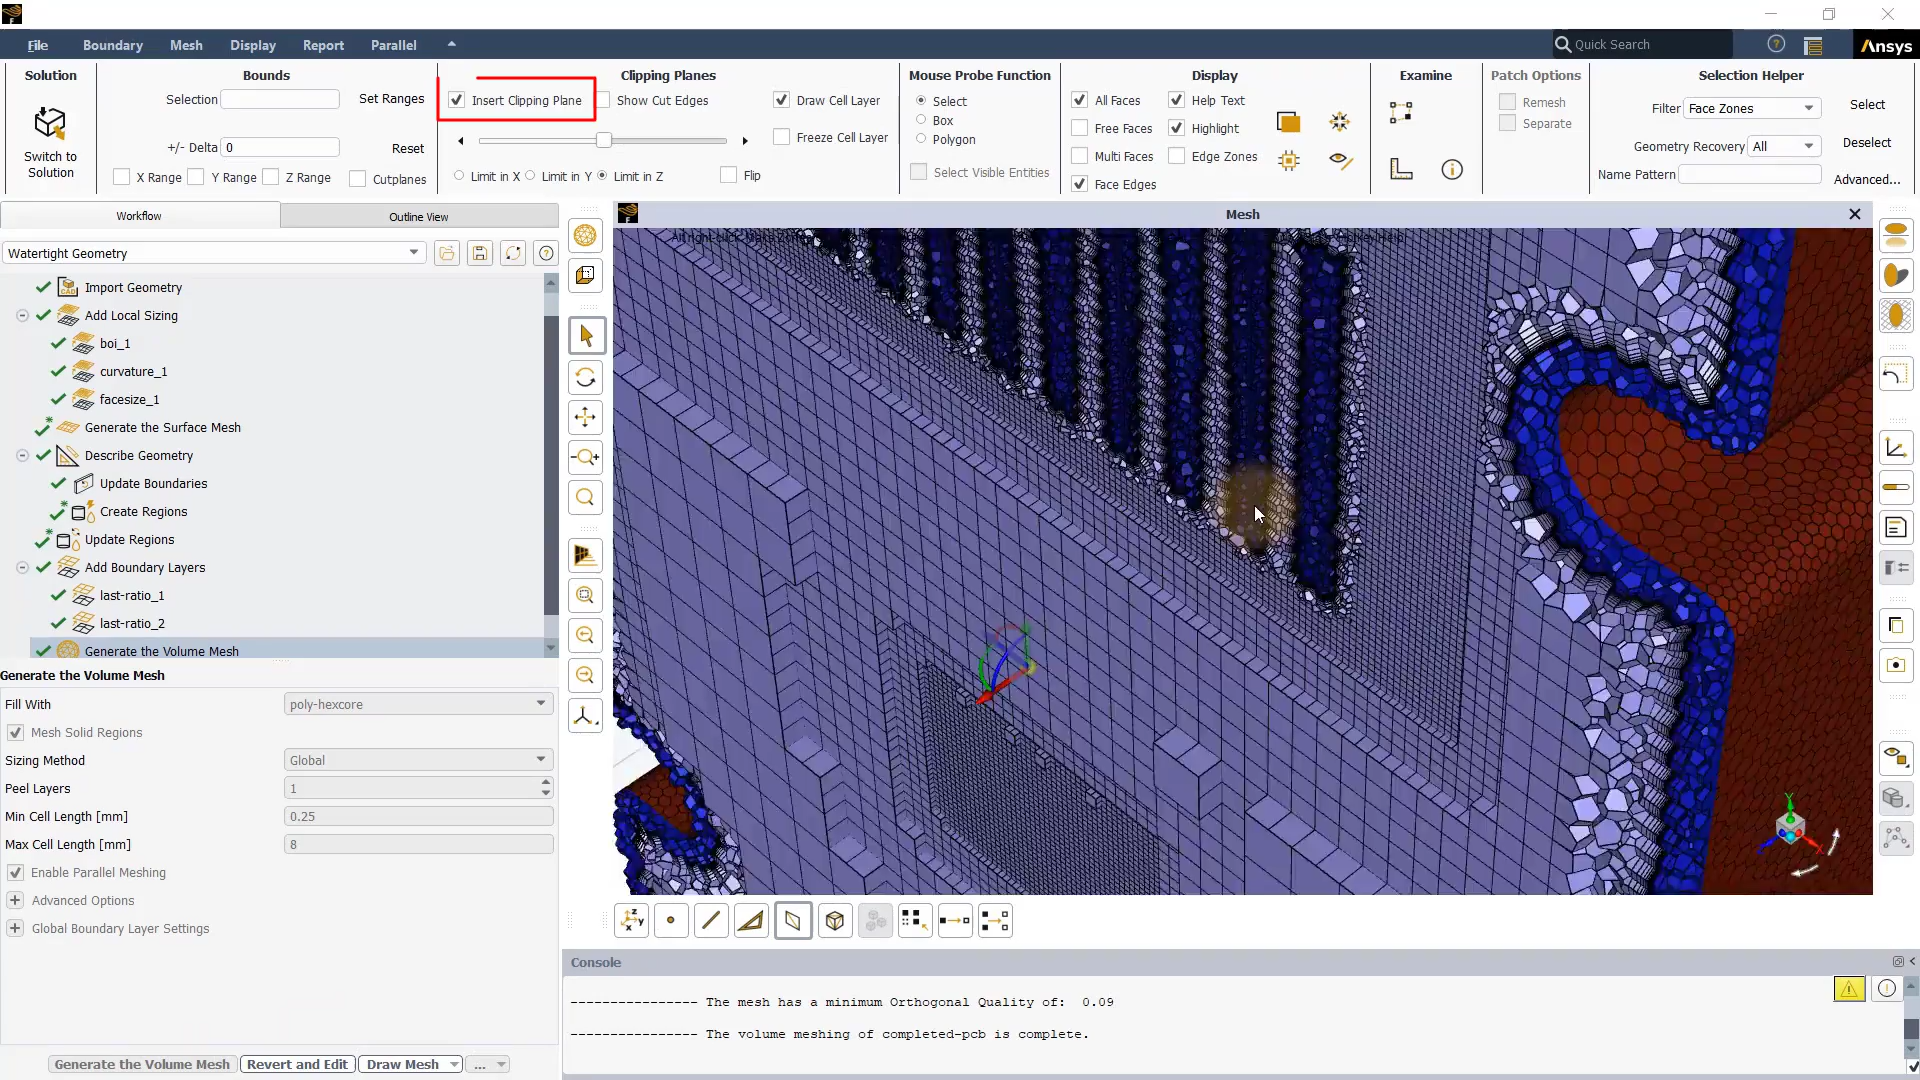 File Boundary Mesh Display Report Parallel Quick Search Ansys
Solution Bounds Clipping Planes Mouse Probe Function Display Examine Patch Options Selection Helper
Selection Set Ranges Insert Clipping Plane Show Cut Edges Draw Cell Layer Select All Faces Help Text Remesh Filter Face Zones Select
Box
Free Faces Highlight Separate
+/- Delta 0 Reset Freeze Cell Layer Polygon Geometry Recovery All Deselect
Switch to Solution
Multi Faces Edge Zones
X Range Y Range Z Range Cutplanes Limit in X Limit in Y Limit in Z Flip Select Visible Entities Name Pattern Advanced...
Face Edges
Workflow Outline View Mesh
Watertight Geometry
Import Geometry
Add Local Sizing
boi_1
curvature_1
facesize_1
Generate the Surface Mesh
Describe Geometry
Update Boundaries
Create Regions
Update Regions
Add Boundary Layers
last-ratio_1
last-ratio_2
Generate the Volume Mesh
Generate the Volume Mesh
Fill With poly-hexcore
Mesh Solid Regions
Sizing Method Global
Peel Layers 1
Min Cell Length [mm] 0.25
Max Cell Length [mm] 8
Enable Parallel Meshing
Advanced Options
Global Boundary Layer Settings
Generate the Volume Mesh Revert and Edit Draw Mesh ...
Console
---------------- The mesh has a minimum Orthogonal Quality of: 0.09
---------------- The volume meshing of completed-pcb is complete.